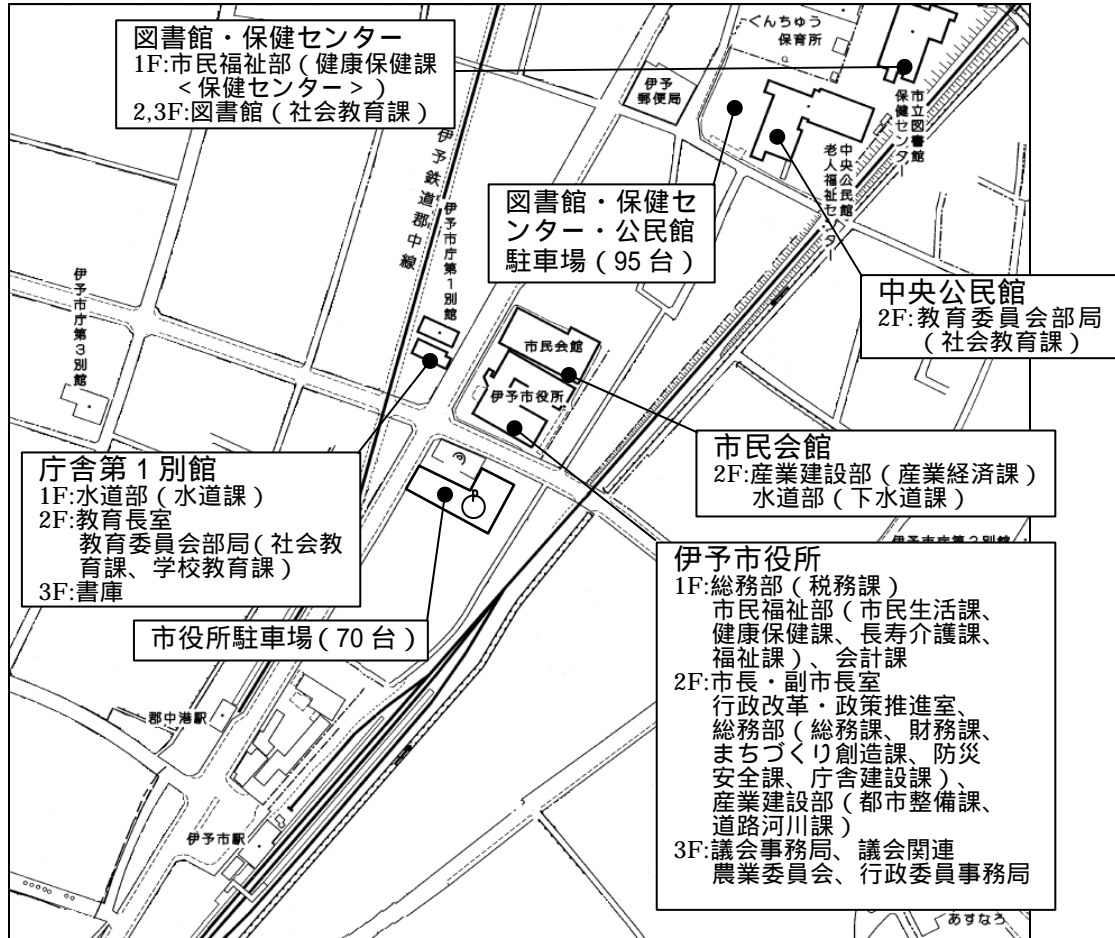 図書館・保健センター
1F:市民福祉部（健康保健課
＜保健センター＞）
2,3F:図書館（社会教育課）
くんちゅう
保育所
伊予
郵便局
市立図書館
保健センター
中央公民館
老人福祉センター
伊予鉄道郡中線
図書館・保健セ
ンター・公民館
駐車場（95台）
伊予市庁第1別館
伊予市庁第3別館
中央公民館
2F:教育委員会部局
（社会教育課）
市民会館
伊予市役所
市民会館
2F:産業建設部（産業経済課）
水道部（下水道課）
庁舎第1別館
1F:水道部（水道課）
2F:教育長室
教育委員会部局（社会教
育課、学校教育課）
3F:書庫
P
市役所駐車場（70台）
伊予市庁第2別館
伊予市役所
1F:総務部（税務課）
市民福祉部（市民生活課、
健康保健課、長寿介護課、
福祉課）、会計課
2F:市長・副市長室
行政改革・政策推進室、
総務部（総務課、財務課、
まちづくり創造課、防災
安全課、庁舎建設課）、
産業建設部（都市整備課、
道路河川課）
3F:議会事務局、議会関連
農業委員会、行政委員事務局
郡中港駅
伊予市駅
あすなろ